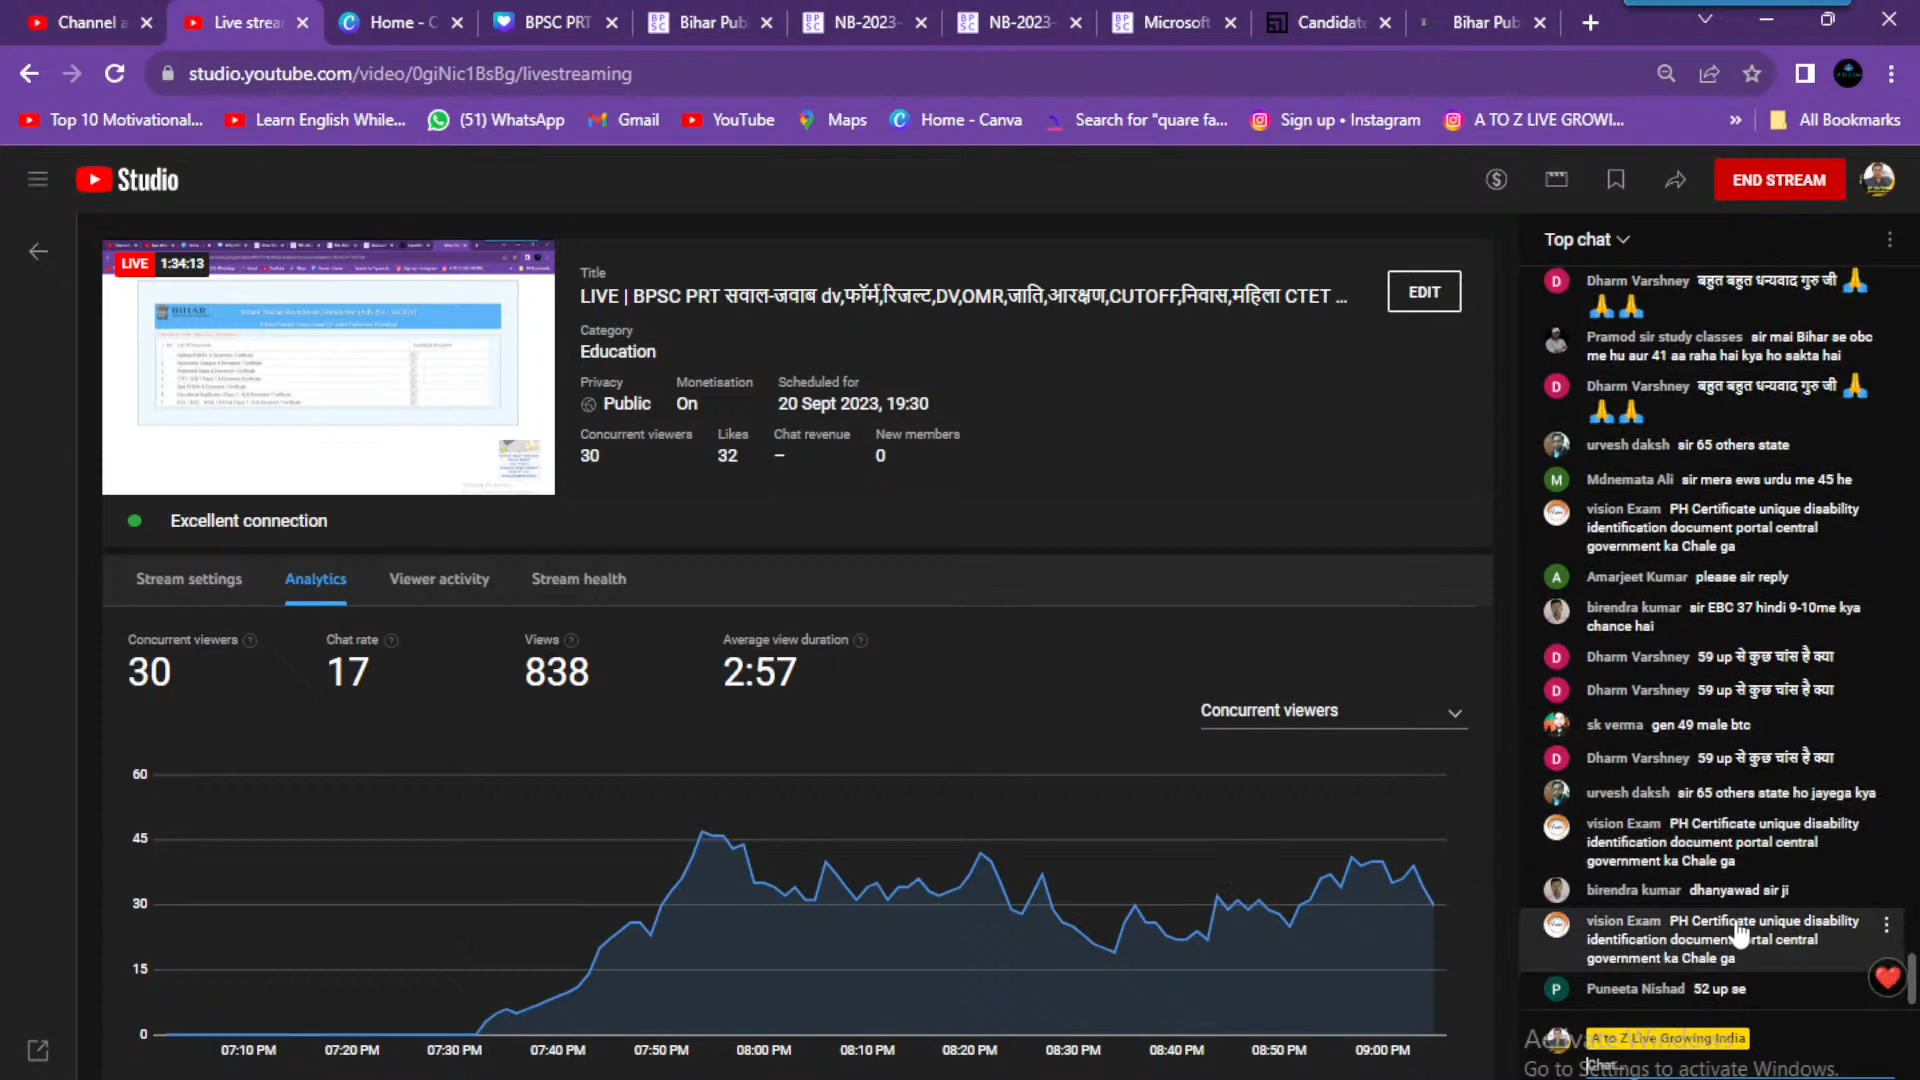 Channel a
Live strea
Home - C
BPSC PRT
Bihar Pub
NB-2023-
NB-2023-
Microsoft
Candidate
Bihar Pub
studio.youtube.com/video/0giNic1BsBg/livestreaming
Top 10 Motivational...
Learn English While...
(51) WhatsApp
Gmail
YouTube
Maps
Home - Canva
Search for "quare fa...
Sign up • Instagram
A TO Z LIVE GROWI...
»
All Bookmarks
Studio
END STREAM
LIVE 1:34:13
BIHAR
Title
LIVE | BPSC PRT सवाल-जवाब dv,फॉर्म,रिजल्ट,DV,OMR,जाति,आरक्षण,CUTOFF,निवास,महिला CTET ...
EDIT
Category
Education
Privacy
Monetisation
Scheduled for
Public
On
20 Sept 2023, 19:30
Concurrent viewers
Likes
Chat revenue
New members
30
32
–
0
Excellent connection
Stream settings
Analytics
Viewer activity
Stream health
Concurrent viewers
Chat rate
Views
Average view duration
30
17
838
2:57
Concurrent viewers
60
45
30
15
0
07:10 PM
07:20 PM
07:30 PM
07:40 PM
07:50 PM
08:00 PM
08:10 PM
08:20 PM
08:30 PM
08:40 PM
08:50 PM
09:00 PM
Top chat
Dharm Varshney बहुत बहुत धन्यवाद गुरु जी 🙏
🙏🙏
Pramod sir study classes sir mai Bihar se obc
me hu aur 41 aa raha hai kya ho sakta hai
Dharm Varshney बहुत बहुत धन्यवाद गुरु जी 🙏
🙏🙏
urvesh daksh sir 65 others state
Mdnemata Ali sir mera ews urdu me 45 he
vision Exam PH Certificate unique disability
identification document portal central
government ka Chale ga
Amarjeet Kumar please sir reply
birendra kumar sir EBC 37 hindi 9-10me kya
chance hai
Dharm Varshney 59 up से कुछ चांस है क्या
Dharm Varshney 59 up से कुछ चांस है क्या
sk verma gen 49 male btc
Dharm Varshney 59 up से कुछ चांस है क्या
urvesh daksh sir 65 others state ho jayega kya
vision Exam PH Certificate unique disability
identification document portal central
government ka Chale ga
birendra kumar dhanyawad sir ji
vision Exam PH Certificate unique disability
identification document portal central
government ka Chale ga
Puneeta Nishad 52 up se
A to Z Live Growing India
Chat...
Activate Windows
Go to Settings to activate Windows.